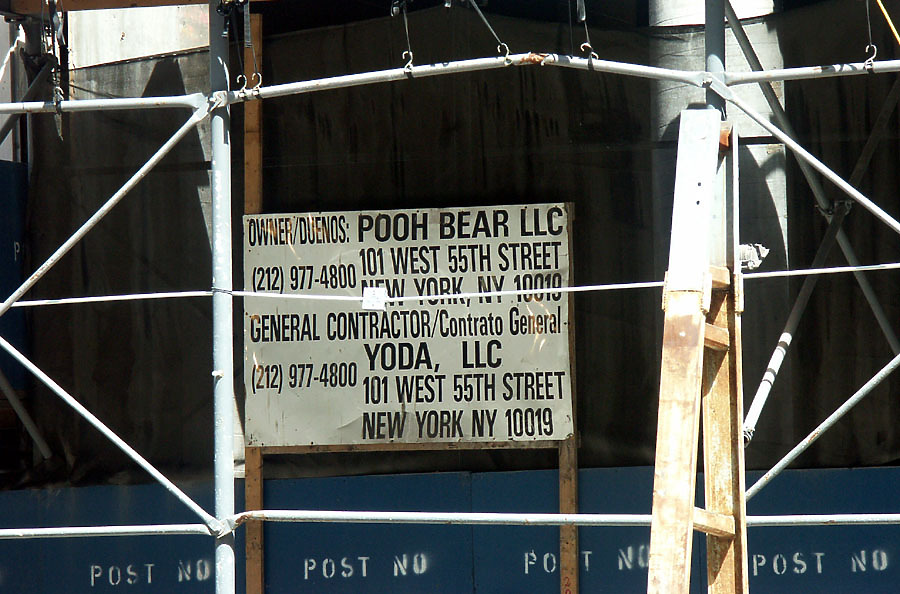 OWNER/DUENOS: POOH BEAR LLC
(212) 977-4800 101 WEST 55TH STREET
NEW YORK, NY 10019
GENERAL CONTRACTOR/Contrato General
YODA, LLC
(212) 977-4800 101 WEST 55TH STREET
NEW YORK NY 10019
POST NO POST NO POST NO POST NO